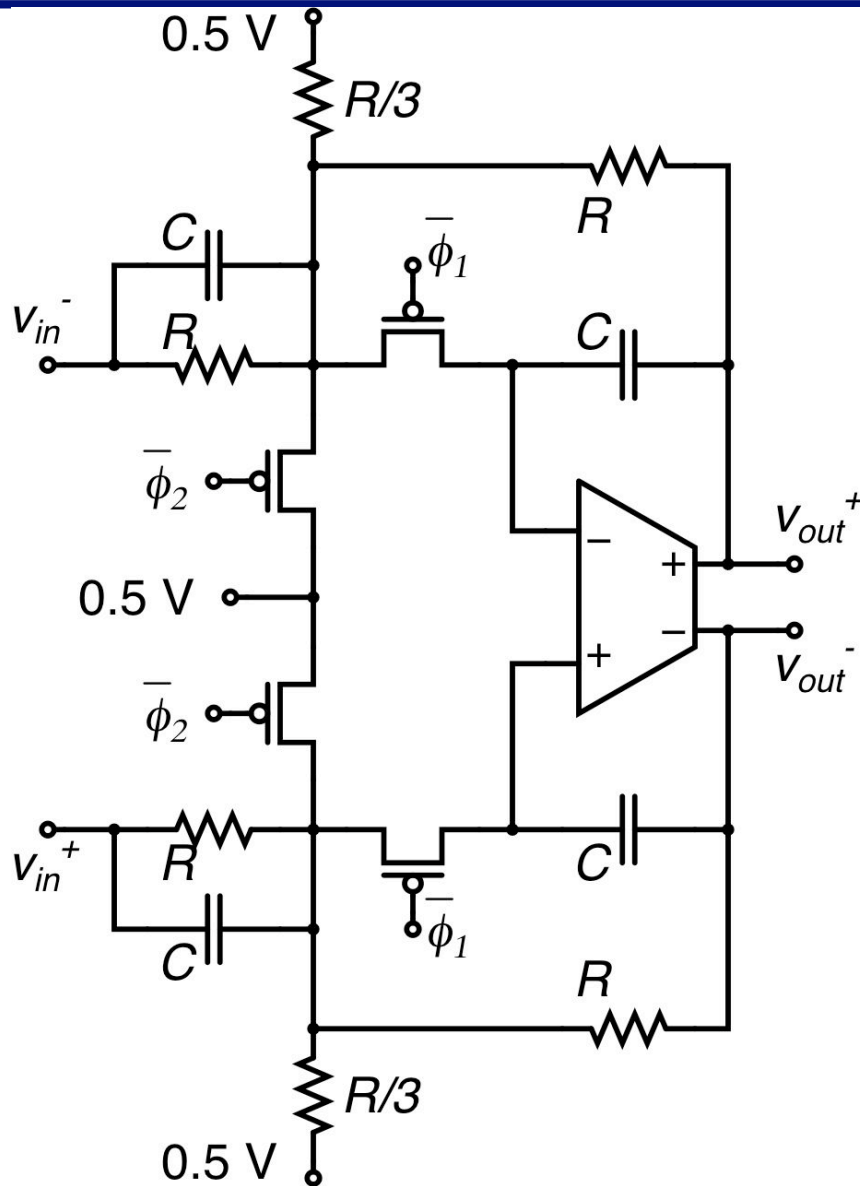 0.5 V
R/3
R
C
ϕ̅₁
vᵢₙ⁻
R
C
ϕ̅₂
−
+
vₒᵤₜ⁺
0.5 V
−
vₒᵤₜ⁻
+
ϕ̅₂
vᵢₙ⁺
R
C
ϕ̅₁
C
R
R/3
0.5 V